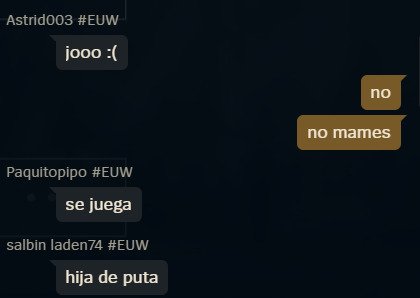 Astrid003 #EUW
jooo :(
no
no mames
Paquitopipo #EUW
se juega
salbin laden74 #EUW
hija de puta